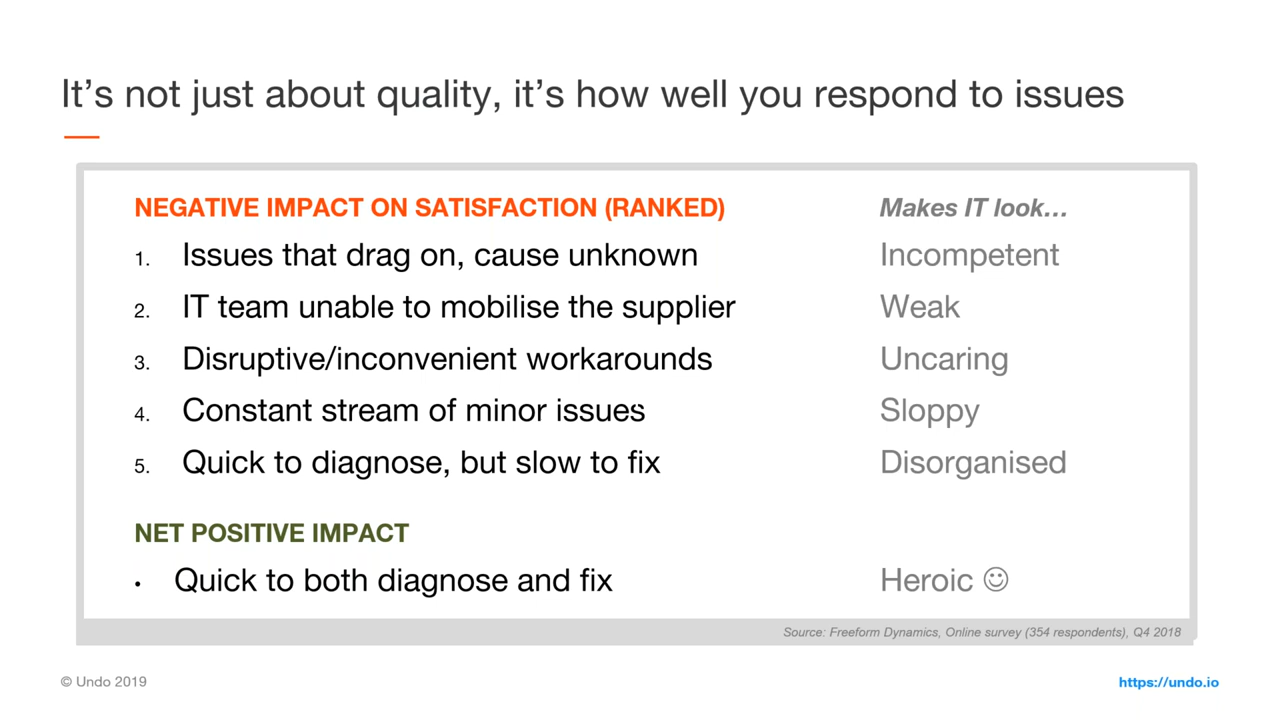 It’s not just about quality, it’s how well you respond to issues
NEGATIVE IMPACT ON SATISFACTION (RANKED) Makes IT look…
1. Issues that drag on, cause unknown Incompetent
2. IT team unable to mobilise the supplier Weak
3. Disruptive/inconvenient workarounds Uncaring
4. Constant stream of minor issues Sloppy
5. Quick to diagnose, but slow to fix Disorganised
NET POSITIVE IMPACT
• Quick to both diagnose and fix Heroic ☺
Source: Freeform Dynamics, Online survey (354 respondents), Q4 2018
© Undo 2019 https://undo.io